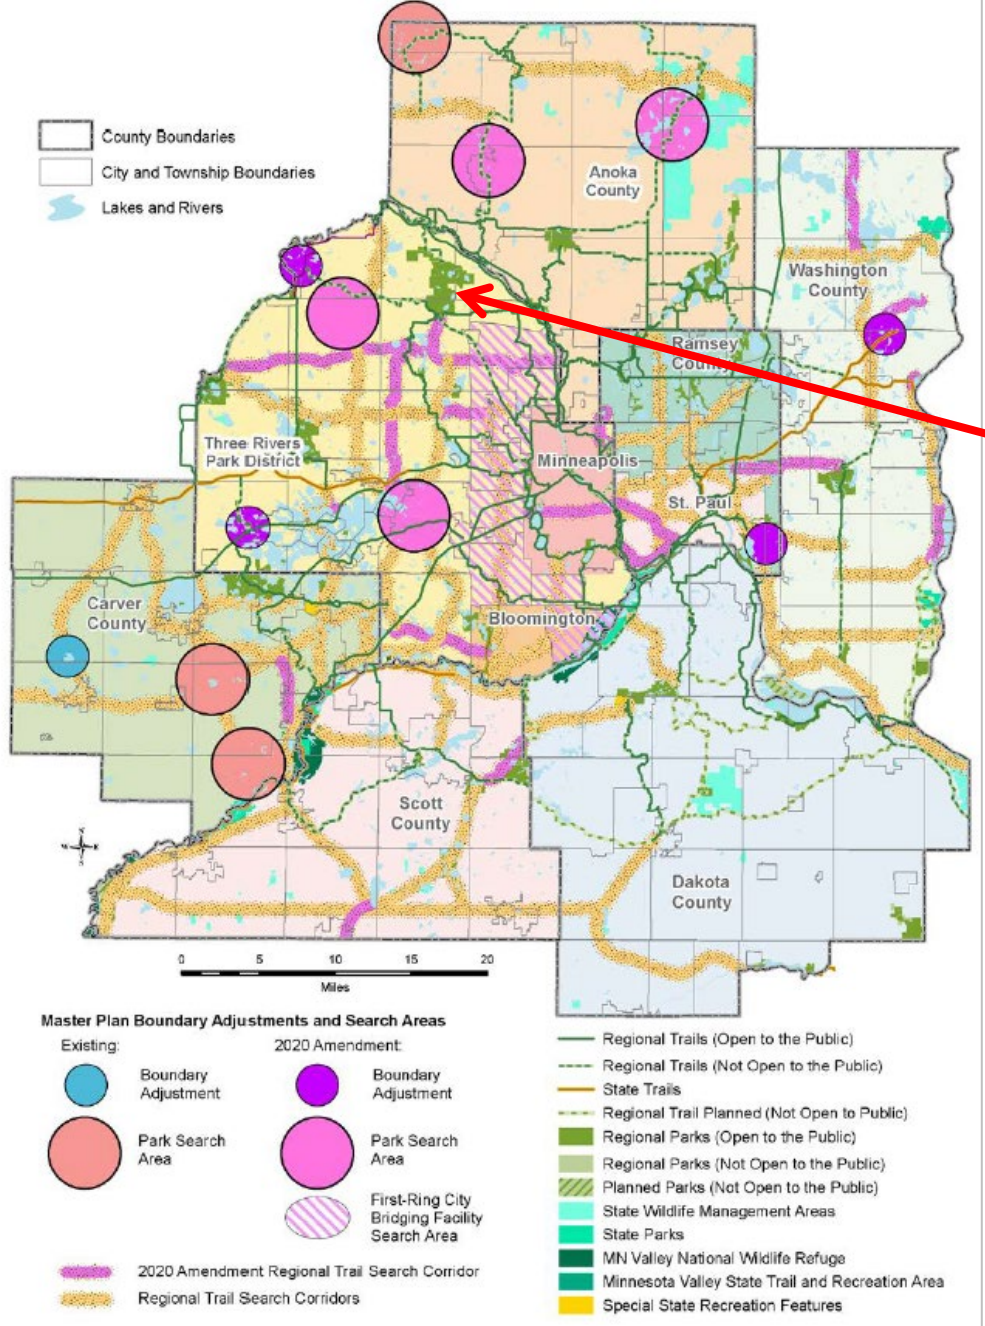 County Boundaries
City and Township Boundaries
Lakes and Rivers
Anoka
County
Washington
County
Ramsey
County
Three Rivers
Park District
Minneapolis
St. Paul
Carver
County
Bloomington
Scott
County
Dakota
County
N
W E
S
0 5 10 15 20
Miles
Master Plan Boundary Adjustments and Search Areas
Existing:
Boundary
Adjustment
Park Search
Area
2020 Amendment:
Boundary
Adjustment
Park Search
Area
First-Ring City
Bridging Facility
Search Area
2020 Amendment Regional Trail Search Corridor
Regional Trail Search Corridors
Regional Trails (Open to the Public)
Regional Trails (Not Open to the Public)
State Trails
Regional Trail Planned (Not Open to Public)
Regional Parks (Open to the Public)
Regional Parks (Not Open to the Public)
Planned Parks (Not Open to the Public)
State Wildlife Management Areas
State Parks
MN Valley National Wildlife Refuge
Minnesota Valley State Trail and Recreation Area
Special State Recreation Features